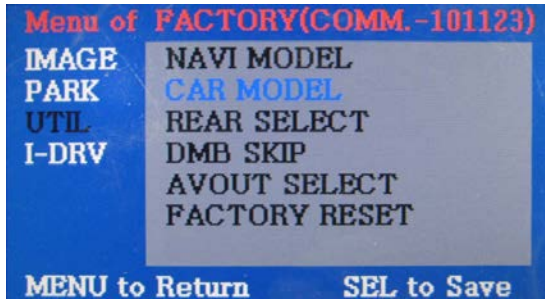 Menu of FACTORY(COMM.-101123)
IMAGE NAVI MODEL
PARK CAR MODEL
UTIL REAR SELECT
I-DRV DMB SKIP
AVOUT SELECT
FACTORY RESET
MENU to Return SEL to Save